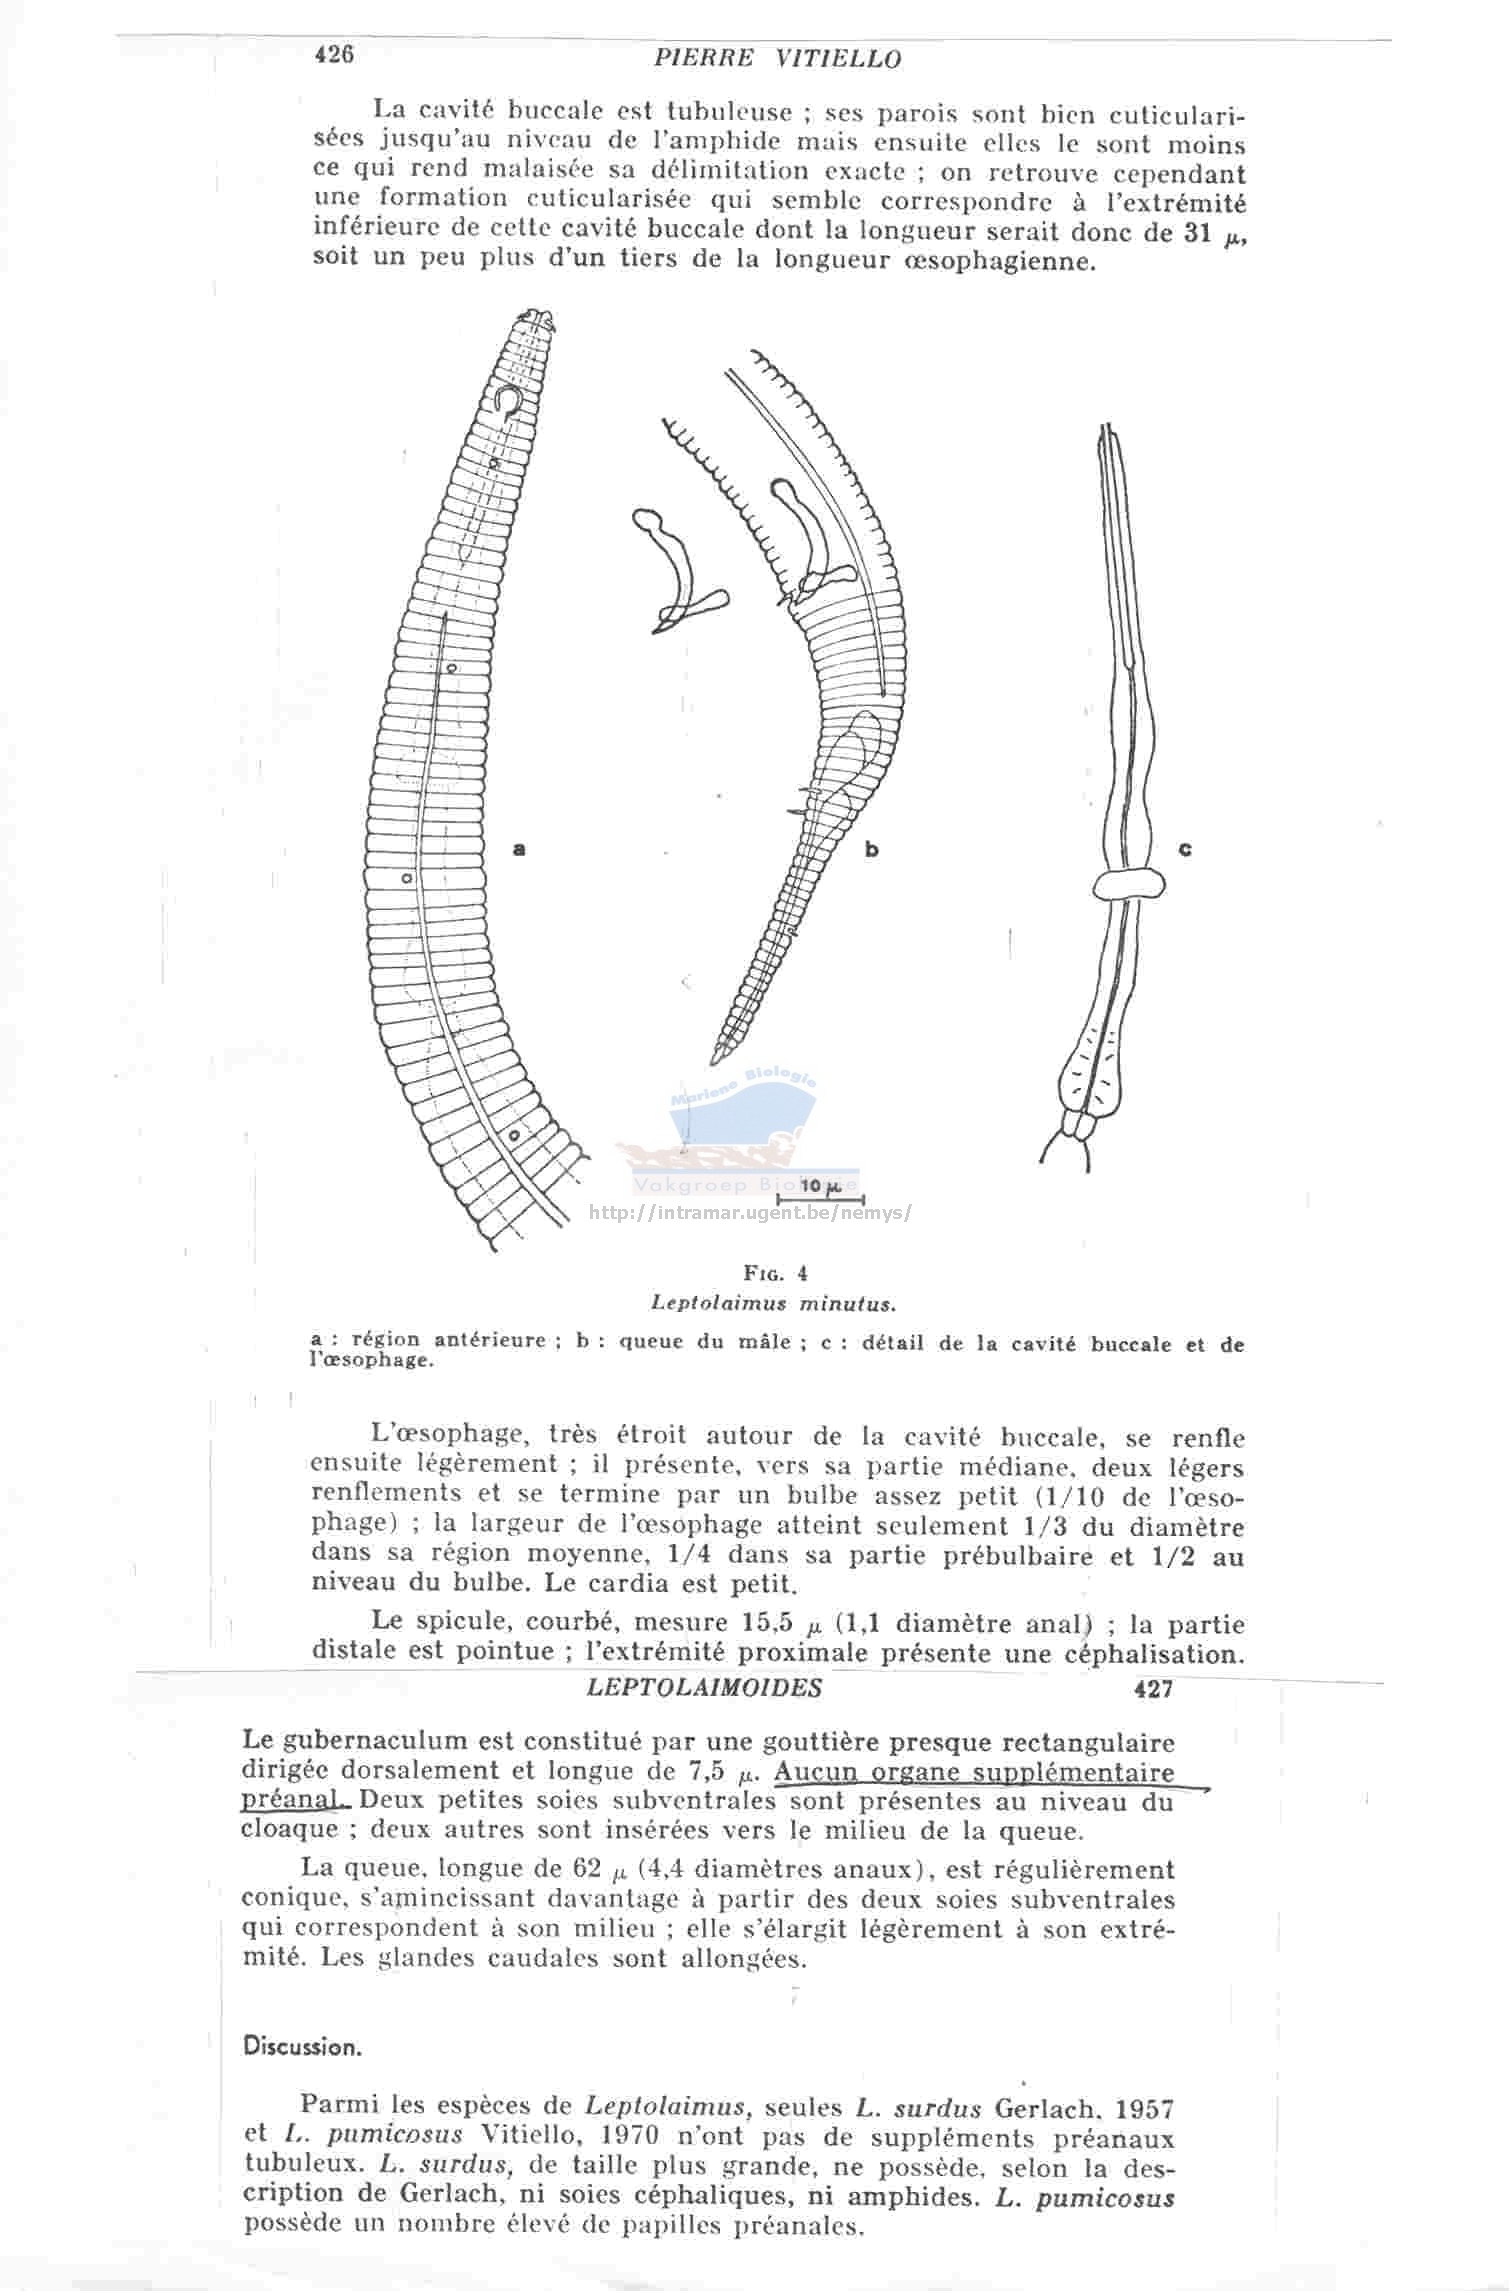 426
PIERRE VITIELLO
La cavité buccale est tubuleuse ; ses parois sont bien cuticulari-
sées jusqu'au niveau de l'amphide mais ensuite elles le sont moins
ce qui rend malaisée sa délimitation exacte ; on retrouve cependant
une formation cuticularisée qui semble correspondre à l'extrémité
inférieure de cette cavité buccale dont la longueur serait donc de 31 μ,
soit un peu plus d'un tiers de la longueur œsophagienne.
a
b
c
Mariene Biologie
Vakgroep Biologie
10 μ
http://intramar.ugent.be/nemys/
FIG. 4
Leptolaimus minutus.
a : région antérieure ; b : queue du mâle ; c : détail de la cavité buccale et de
l'œsophage.
L'œsophage, très étroit autour de la cavité buccale, se renfle
ensuite légèrement ; il présente, vers sa partie médiane, deux légers
renflements et se termine par un bulbe assez petit (1/10 de l'œso-
phage) ; la largeur de l'œsophage atteint seulement 1/3 du diamètre
dans sa région moyenne, 1/4 dans sa partie prébulbaire et 1/2 au
niveau du bulbe. Le cardia est petit.
Le spicule, courbé, mesure 15,5 μ (1,1 diamètre anal) ; la partie
distale est pointue ; l'extrémité proximale présente une céphalisation.
LEPTOLAIMOIDES
427
Le gubernaculum est constitué par une gouttière presque rectangulaire
dirigée dorsalement et longue de 7,5 μ. Aucun organe supplémentaire
préanal. Deux petites soies subventrales sont présentes au niveau du
cloaque ; deux autres sont insérées vers le milieu de la queue.
La queue, longue de 62 μ (4,4 diamètres anaux), est régulièrement
conique, s'amincissant davantage à partir des deux soies subventrales
qui correspondent à son milieu ; elle s'élargit légèrement à son extré-
mité. Les glandes caudales sont allongées.
Discussion.
Parmi les espèces de Leptolaimus, seules L. surdus Gerlach, 1957
et L. pumicosus Vitiello, 1970 n'ont pas de suppléments préanaux
tubuleux. L. surdus, de taille plus grande, ne possède, selon la des-
cription de Gerlach, ni soies céphaliques, ni amphides. L. pumicosus
possède un nombre élevé de papilles préanales.